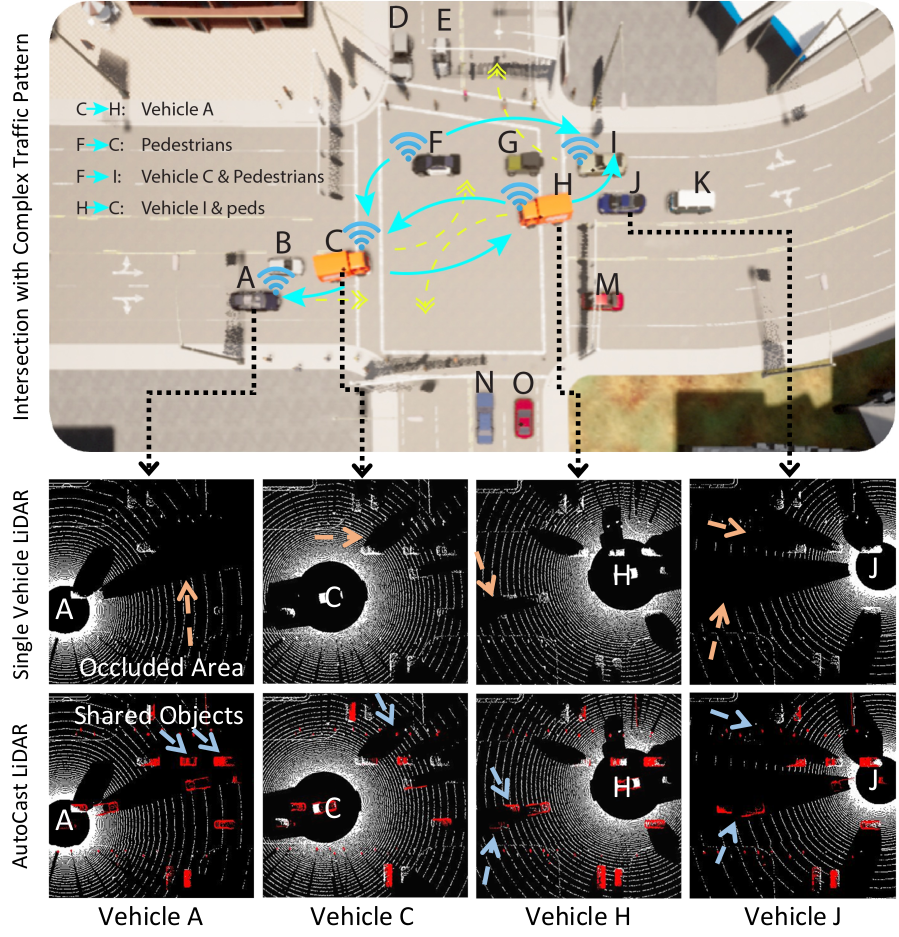 Intersection with Complex Traffic Pattern
D E
C→H: Vehicle A
F→C: Pedestrians
F→I: Vehicle C & Pedestrians
H→C: Vehicle I & peds
F G I
H J K
B C
A M
N O
Single Vehicle LiDAR
A C H J
Occluded Area
AutoCast LiDAR
Shared Objects
A C H J
Vehicle A Vehicle C Vehicle H Vehicle J